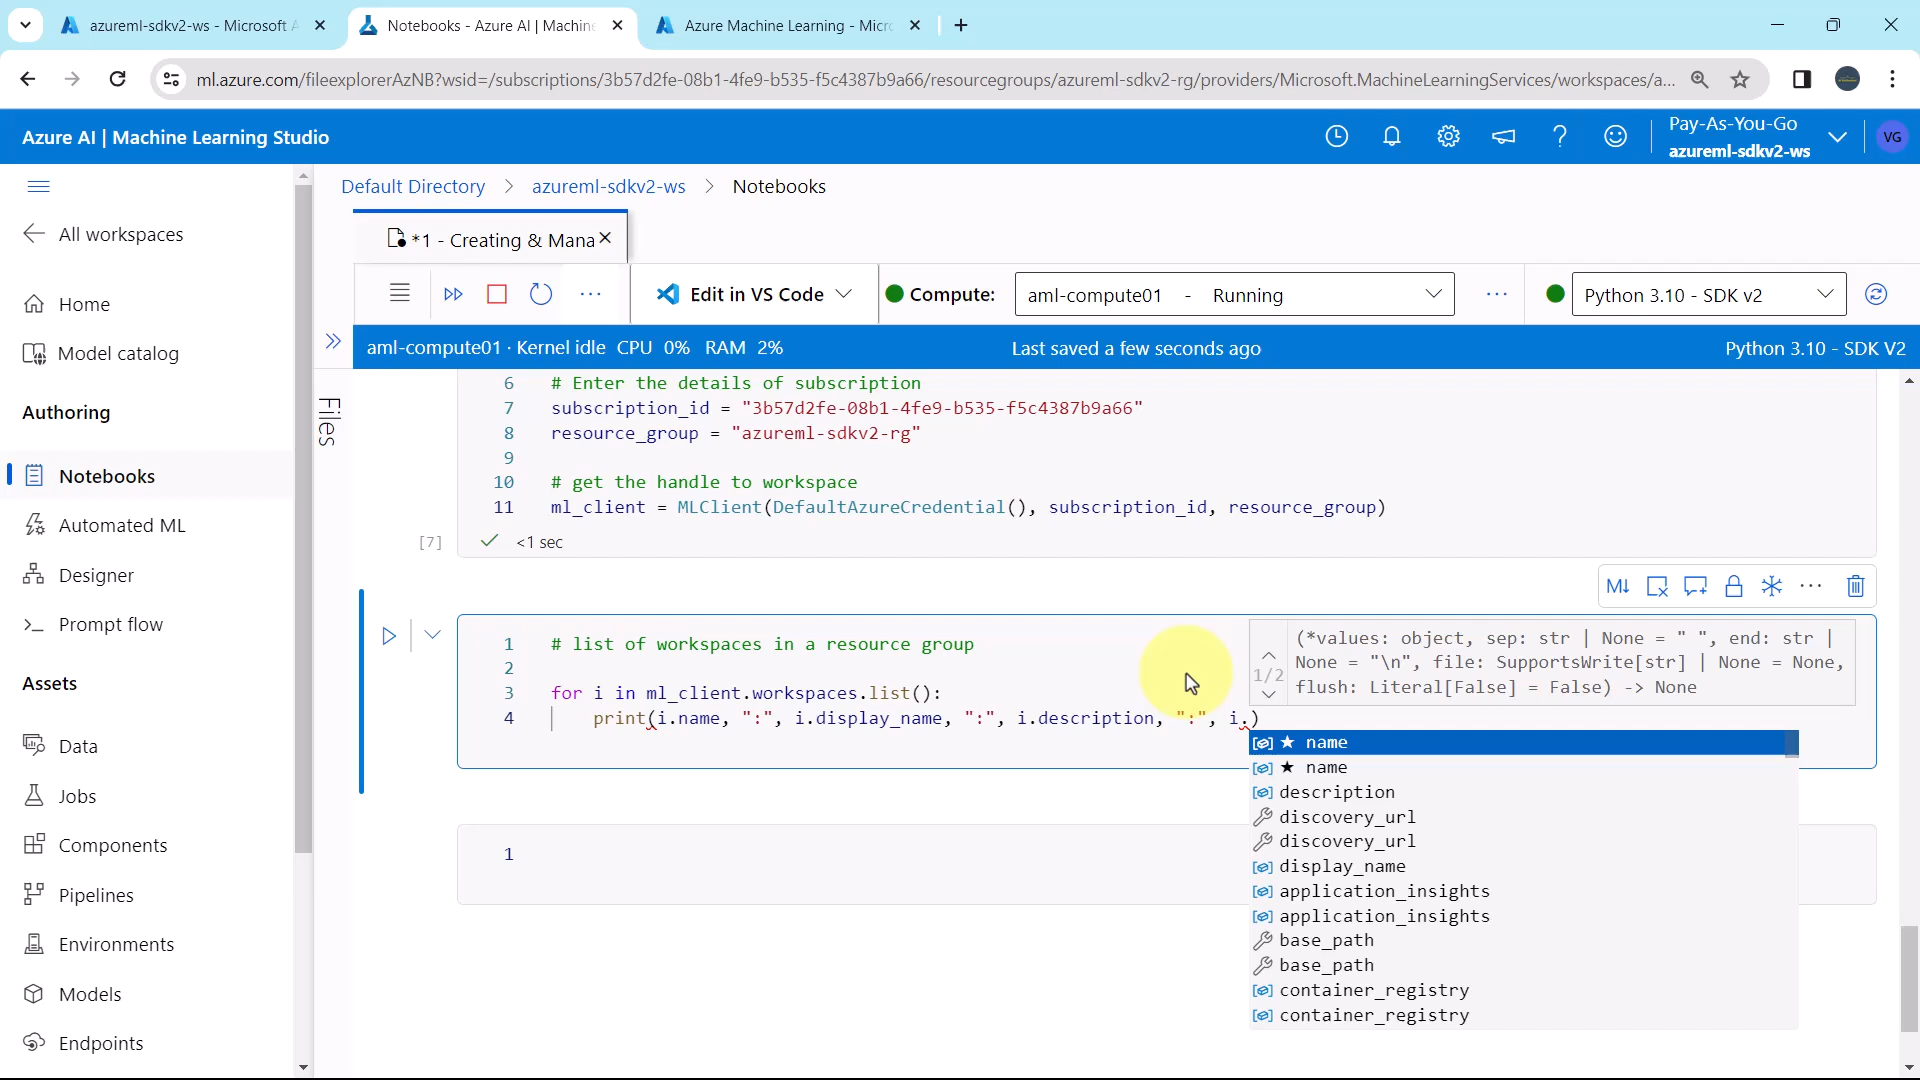 azureml-sdkv2-ws - Microsoft A
Notebooks - Azure AI | Machine
Azure Machine Learning - Micro
ml.azure.com/fileexplorerAzNB?wsid=/subscriptions/3b57d2fe-08b1-4fe9-b535-f5c4387b9a66/resourcegroups/azureml-sdkv2-rg/providers/Microsoft.MachineLearningServices/workspaces/a...
Azure AI | Machine Learning Studio
Pay-As-You-Go
azureml-sdkv2-ws
VG
Default Directory > azureml-sdkv2-ws > Notebooks
All workspaces
Home
Model catalog
Authoring
Notebooks
Automated ML
Designer
Prompt flow
Assets
Data
Jobs
Components
Pipelines
Environments
Models
Endpoints
Files
*1 - Creating & Mana
Edit in VS Code
Compute:
aml-compute01 - Running
Python 3.10 - SDK v2
aml-compute01 · Kernel idle CPU 0% RAM 2%
Last saved a few seconds ago
Python 3.10 - SDK V2
6 # Enter the details of subscription
7 subscription_id = "3b57d2fe-08b1-4fe9-b535-f5c4387b9a66"
8 resource_group = "azureml-sdkv2-rg"
9
10 # get the handle to workspace
11 ml_client = MLClient(DefaultAzureCredential(), subscription_id, resource_group)
[7] <1 sec
M↓
1 # list of workspaces in a resource group
2
3 for i in ml_client.workspaces.list():
4 print(i.name, ":", i.display_name, ":", i.description, ":", i.)
1/2
(*values: object, sep: str | None = " ", end: str |
None = "\n", file: SupportsWrite[str] | None = None,
flush: Literal[False] = False) -> None
★ name
★ name
description
discovery_url
discovery_url
display_name
application_insights
application_insights
base_path
base_path
container_registry
container_registry
1